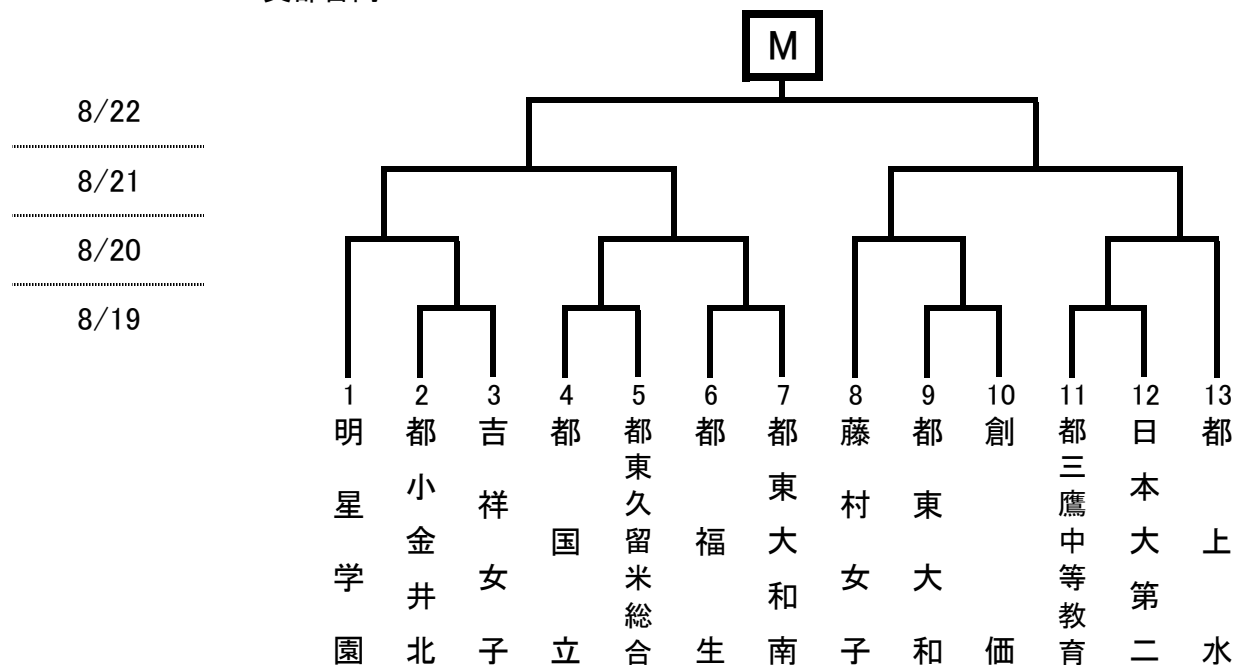 M
8/22
8/21
8/20
8/19
1
2
3
4
5
6
7
8
9
10
11
12
13
明星学園
都小金井北
吉祥女子
都国立
都東久留米総合
都福生
都東大和南
藤村女子
都東大和
創価
都三鷹中等教育
日本大第二
都上水